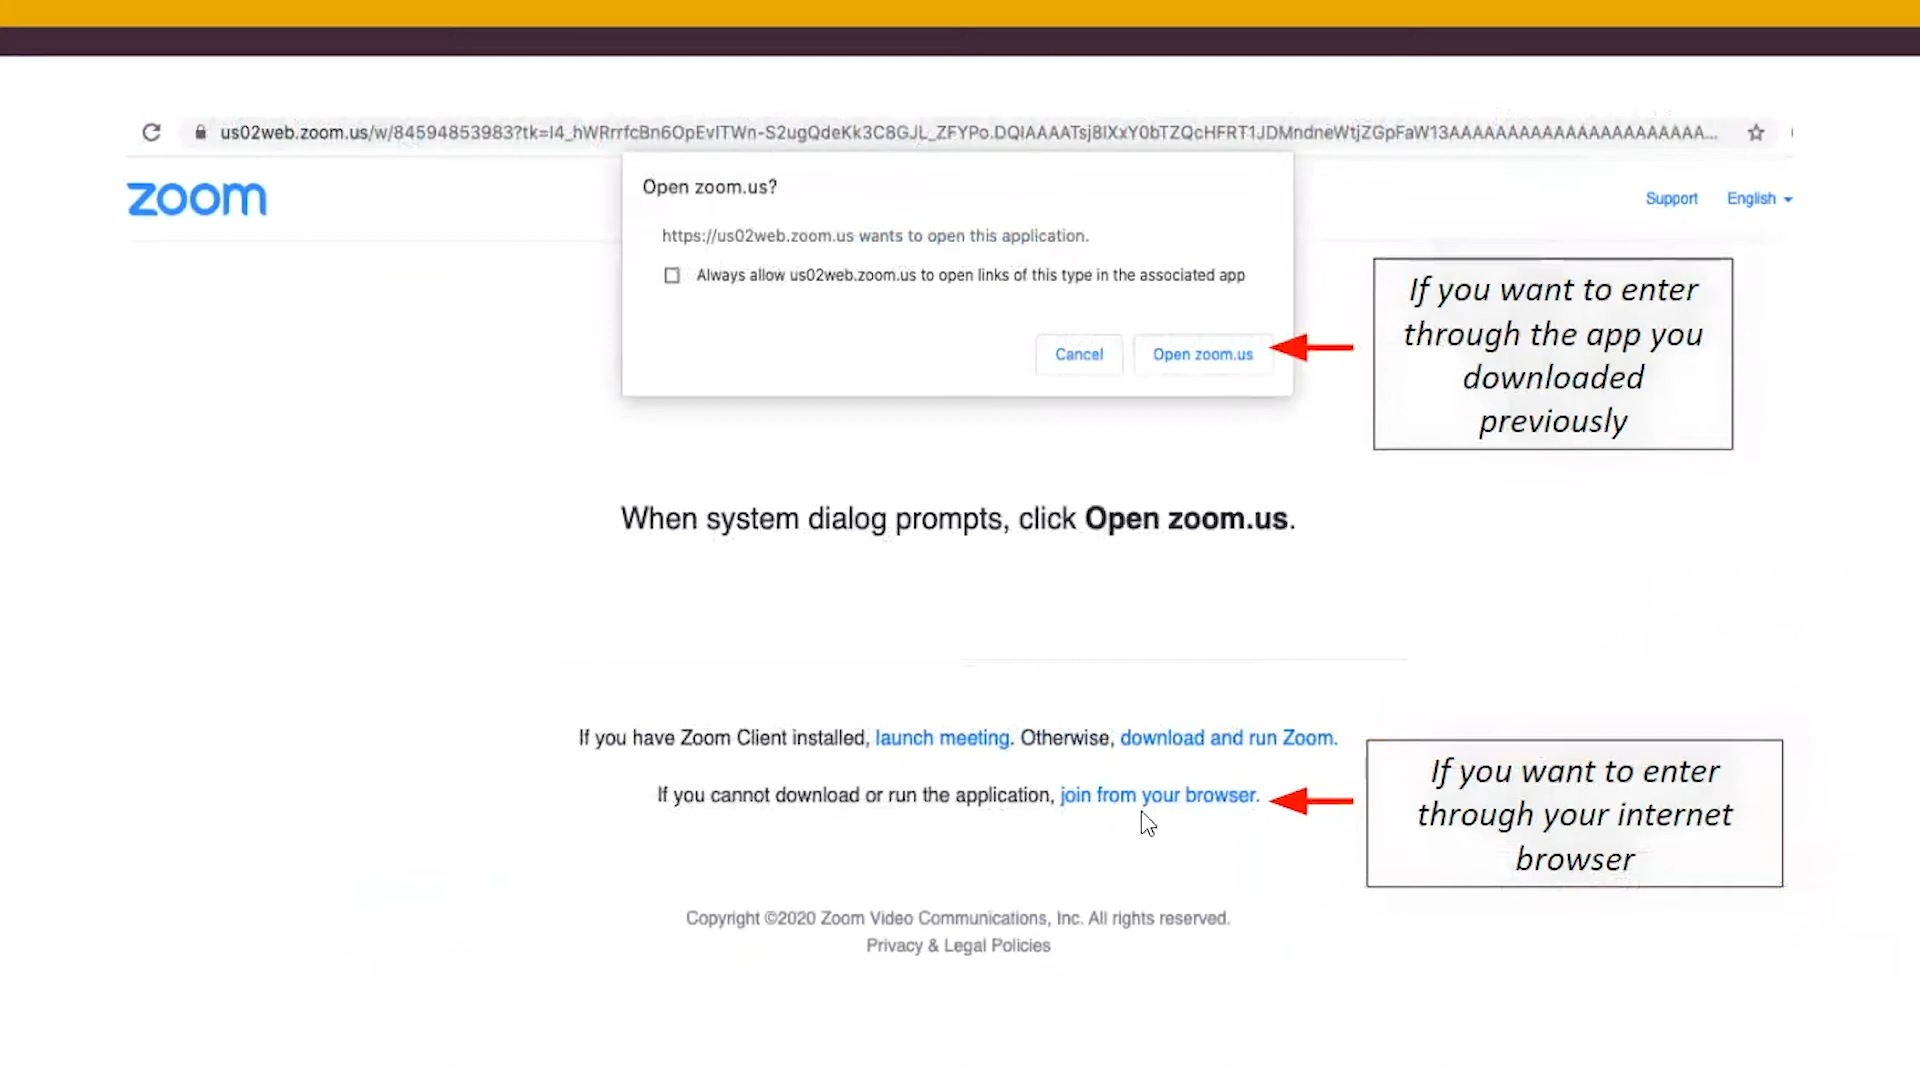 us02web.zoom.us/w/84594853983?tk=I4_hWRrrfcBn6OpEvITWn-S2ugQdeKk3C8GJL_ZFYPo.DQIAAAATsj8IXxY0bTZQcHFRT1JDMndneWtjZGpFaW13AAAAAAAAAAAAAAAAAAAAAA...
zoom
Support English
Open zoom.us?
https://us02web.zoom.us wants to open this application.
Always allow us02web.zoom.us to open links of this type in the associated app
Cancel Open zoom.us
If you want to enter
through the app you
downloaded
previously
When system dialog prompts, click Open zoom.us.
If you have Zoom Client installed, launch meeting. Otherwise, download and run Zoom.
If you cannot download or run the application, join from your browser.
If you want to enter
through your internet
browser
Copyright ©2020 Zoom Video Communications, Inc. All rights reserved.
Privacy & Legal Policies